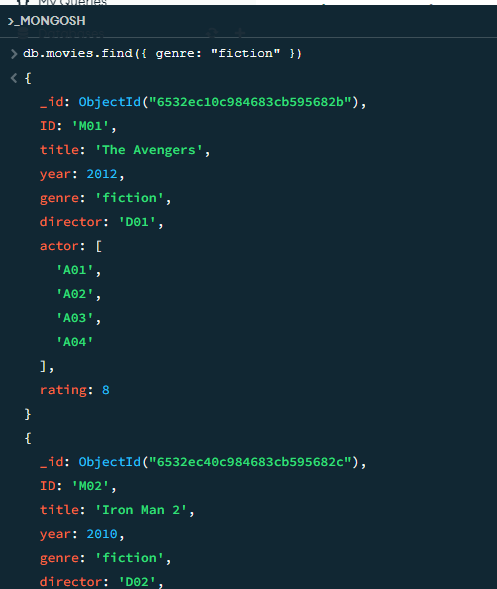 My Queries
>_MONGOSH
> db.movies.find({ genre: "fiction" })
< {
_id: ObjectId("6532ec10c984683cb595682b"),
ID: 'M01',
title: 'The Avengers',
year: 2012,
genre: 'fiction',
director: 'D01',
actor: [
'A01',
'A02',
'A03',
'A04'
],
rating: 8
}
{
_id: ObjectId("6532ec40c984683cb595682c"),
ID: 'M02',
title: 'Iron Man 2',
year: 2010,
genre: 'fiction',
director: 'D02',